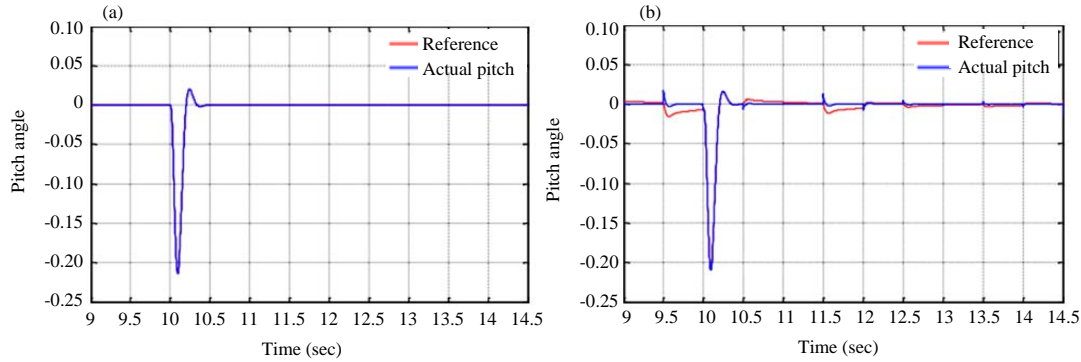 (a)
0.10
0.05
0
-0.05
-0.10
-0.15
-0.20
-0.25
Pitch angle
Reference
Actual pitch
9 9.5 10 10.5 11.5 12 13 13 13.5 14 14.5
Time (sec)
(b)
0.10
0.05
0
-0.05
-0.10
-0.15
-0.20
-0.25
Pitch angle
Reference
Actual pitch
9 9.5 10 10.5 11.5 11.5 12 12.5 13 13.5 14 14.5
Time (sec)